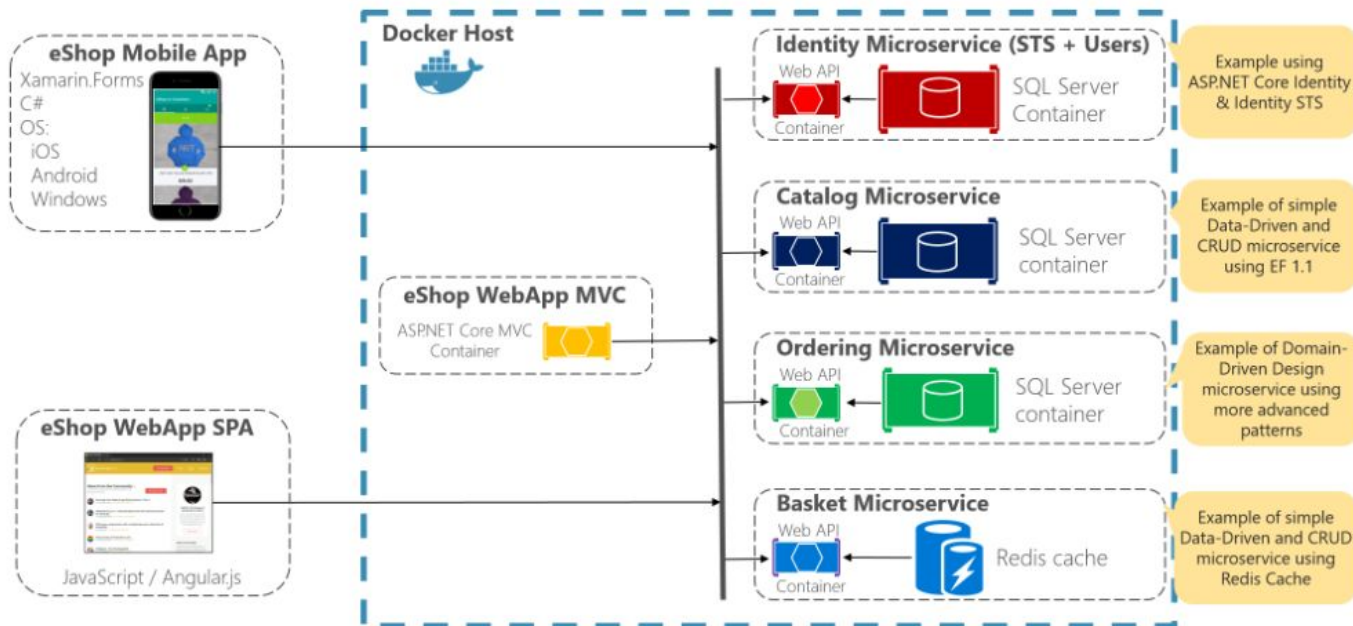 eShop Mobile App
Xamarin.Forms
C#
OS:
iOS
Android
Windows
eShop WebApp SPA
JavaScript / Angular.js
Docker Host
eShop WebApp MVC
ASP.NET Core MVC
Container
Identity Microservice (STS + Users)
Web API
Container
SQL Server
Container
Example using
ASP.NET Core Identity
& Identity STS
Catalog Microservice
Web API
Container
SQL Server
container
Example of simple
Data-Driven and
CRUD microservice
using EF 1.1
Ordering Microservice
Web API
Container
SQL Server
container
Example of Domain-
Driven Design
microservice using
more advanced
patterns
Basket Microservice
Web API
Container
Redis cache
Example of simple
Data-Driven and CRUD
microservice using
Redis Cache